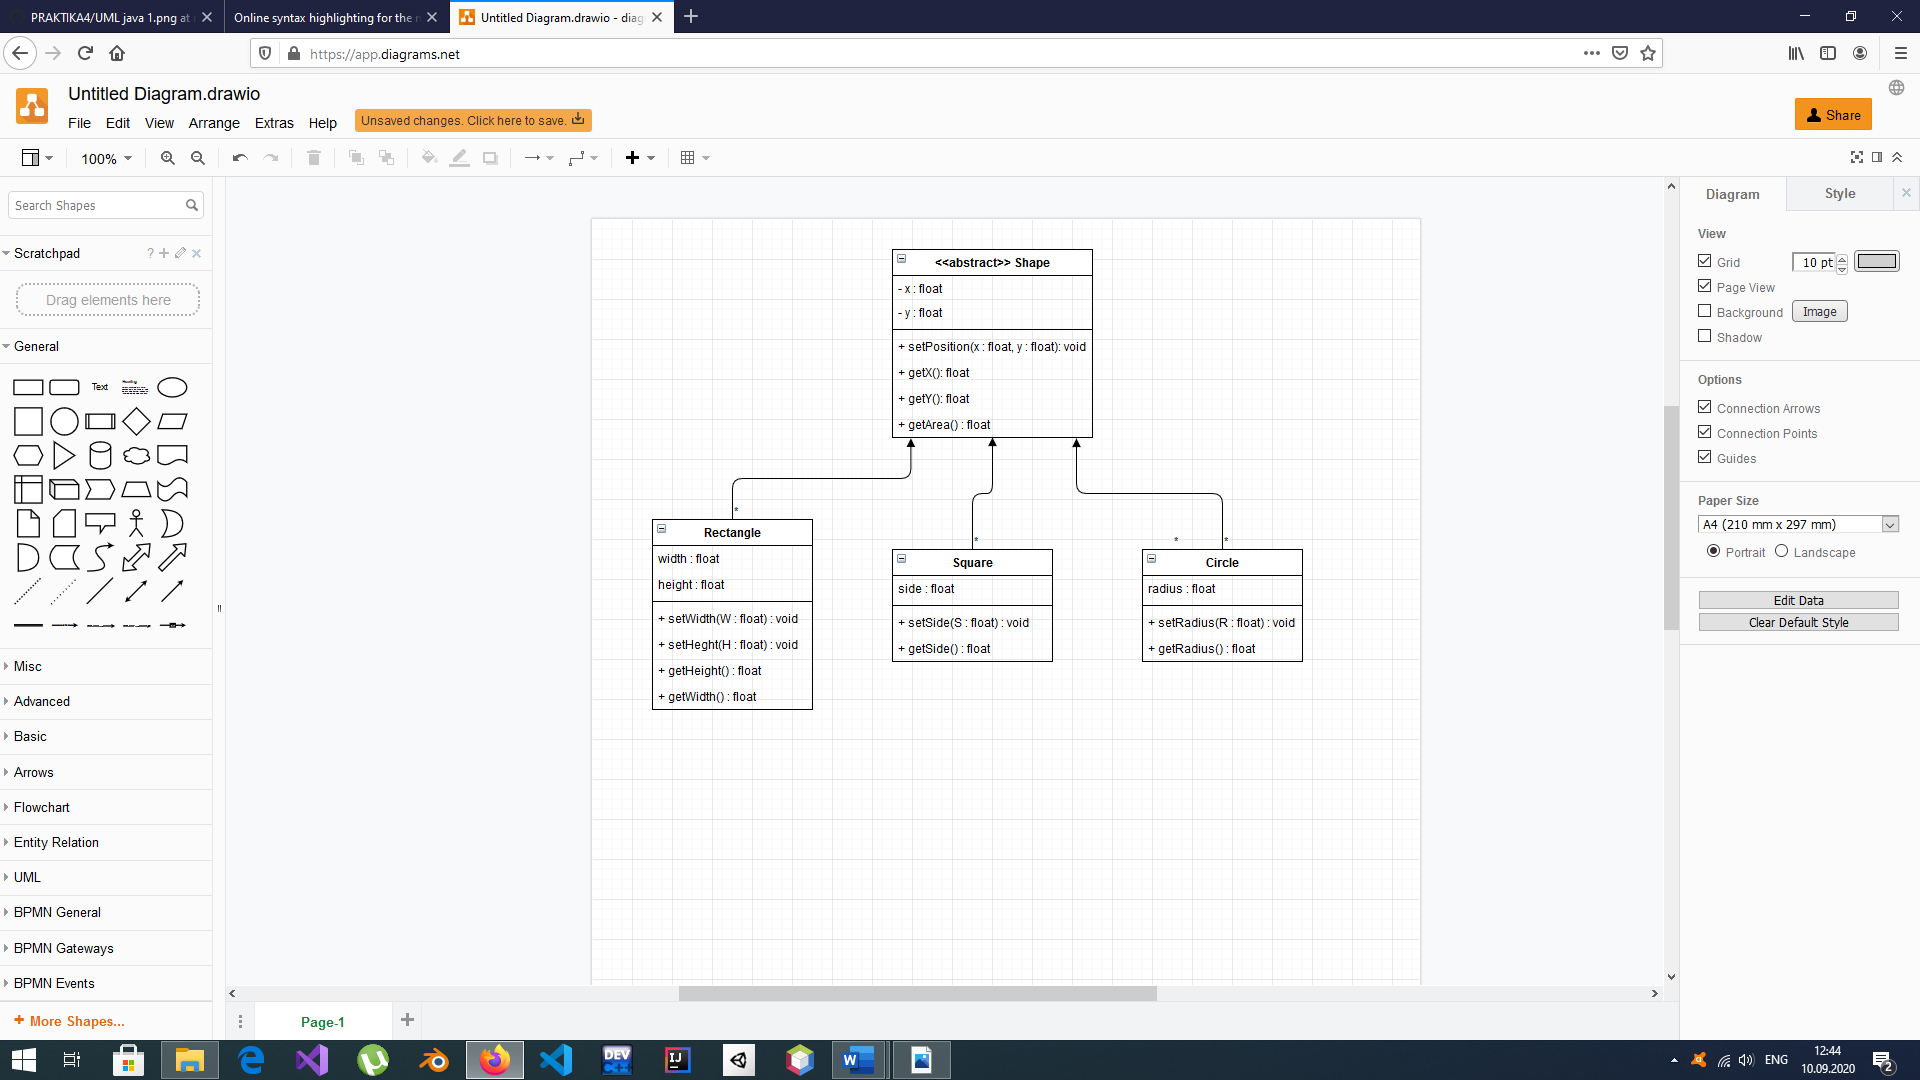 PRAKTIKA4/UML java 1.png at
Online syntax highlighting for the
Untitled Diagram.drawio - diag
https://app.diagrams.net
Untitled Diagram.drawio
File Edit View Arrange Extras Help
Unsaved changes. Click here to save.
Share
100%
Search Shapes
Scratchpad
?
Drag elements here
General
Text
Heading
Misc
Advanced
Basic
Arrows
Flowchart
Entity Relation
UML
BPMN General
BPMN Gateways
BPMN Events
+ More Shapes...
<<abstract>> Shape
- x : float
- y : float
+ setPosition(x : float, y : float): void
+ getX(): float
+ getY(): float
+ getArea() : float
*
*
*
*
Rectangle
width : float
height : float
+ setWidth(W : float) : void
+ setHeght(H : float) : void
+ getHeight() : float
+ getWidth() : float
Square
side : float
+ setSide(S : float) : void
+ getSide() : float
Circle
radius : float
+ setRadius(R : float) : void
+ getRadius() : float
Page-1
Diagram
Style
View
Grid
10 pt
Page View
Background
Image
Shadow
Options
Connection Arrows
Connection Points
Guides
Paper Size
A4 (210 mm x 297 mm)
Portrait
Landscape
Edit Data
Clear Default Style
DEV
C++
IJ
W
ENG
12:44
10.09.2020
2